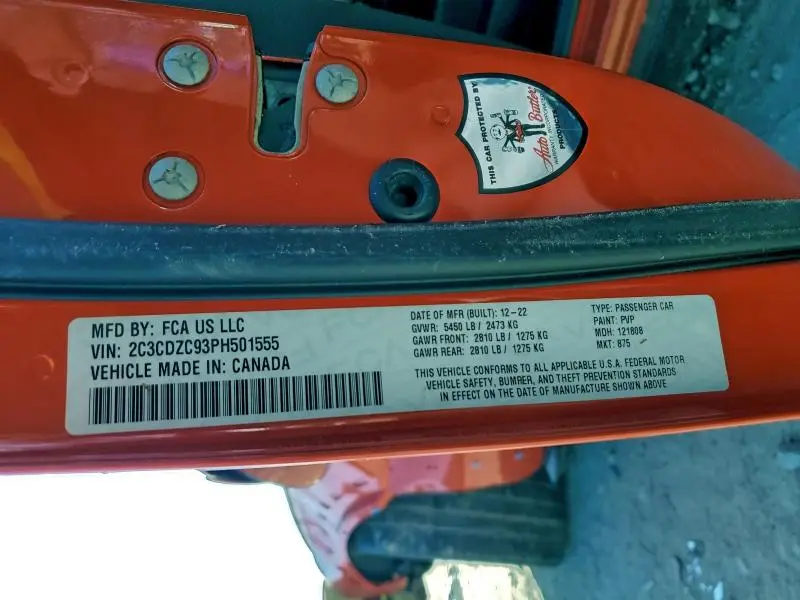 THIS CAR PROTECTED BY
Auto Butler
WARRANTY INCORPORATED
PRODUCTS
MFD BY: FCA US LLC
VIN: 2C3CDZC93PH501555
VEHICLE MADE IN: CANADA
DATE OF MFR (BUILT): 12-22
GVWR: 5450 LB / 2473 KG
GAWR FRONT: 2810 LB / 1275 KG
GAWR REAR: 2810 LB / 1275 KG
TYPE: PASSENGER CAR
PAINT: PVP
MDH: 121808
MKT: 875
THIS VEHICLE CONFORMS TO ALL APPLICABLE U.S.A. FEDERAL MOTOR
VEHICLE SAFETY, BUMPER, AND THEFT PREVENTION STANDARDS
IN EFFECT ON THE DATE OF MANUFACTURE SHOWN ABOVE